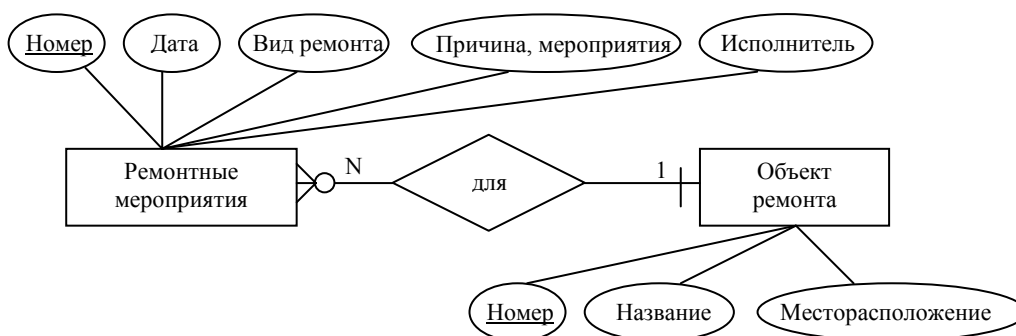 Номер
Дата
Вид ремонта
Причина, мероприятия
Исполнитель
Ремонтные
мероприятия
N
для
1
Объект
ремонта
Номер
Название
Месторасположение